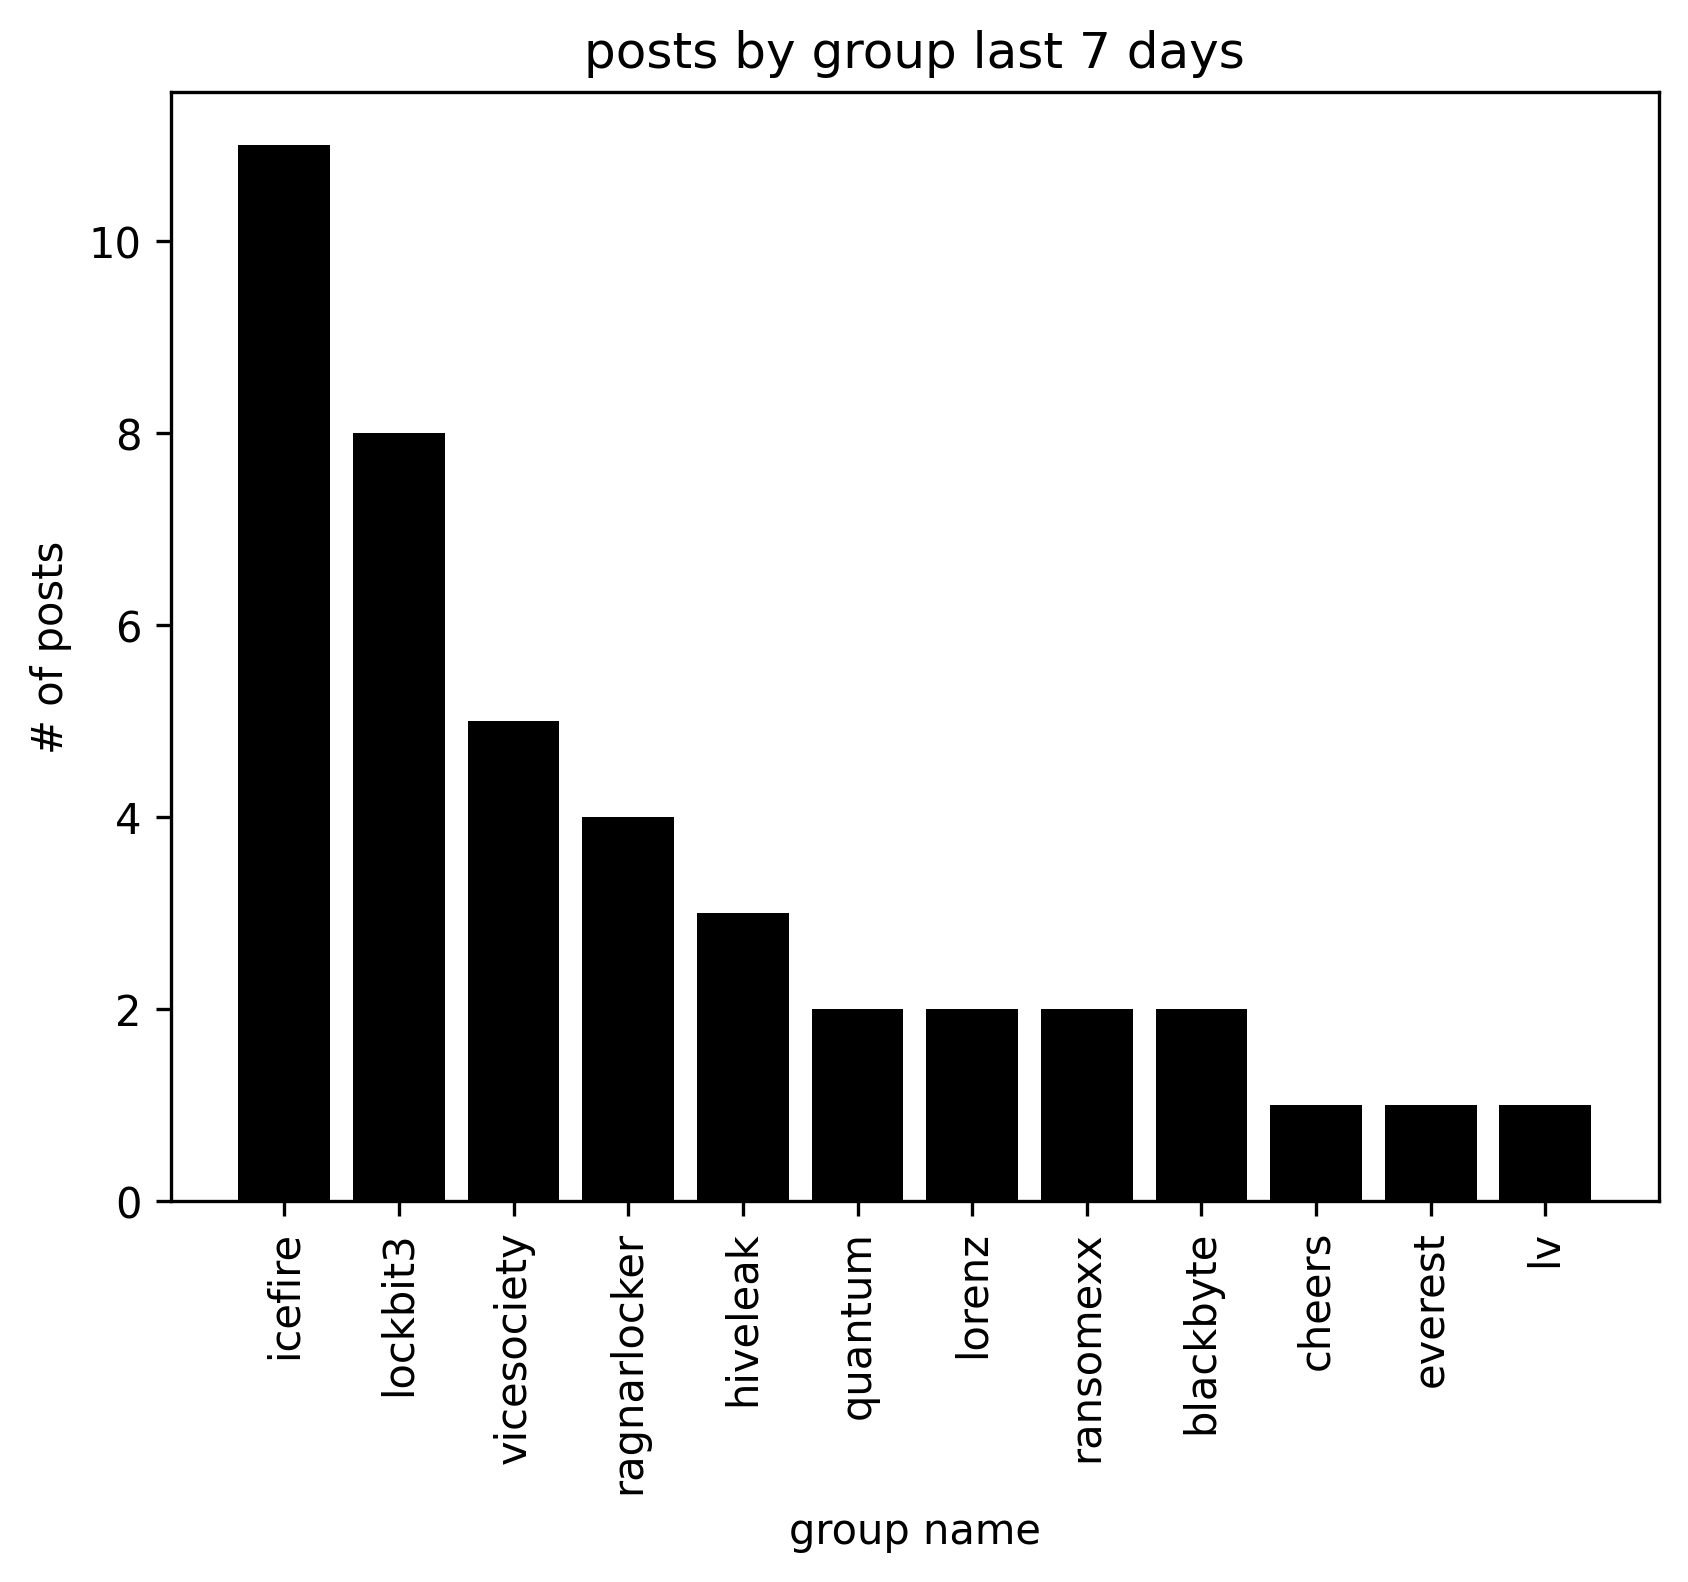 posts by group last 7 days
# of posts
10
8
6
4
2
0
icefire
lockbit3
vicesociety
ragnarlocker
hiveleak
quantum
lorenz
ransomexx
blackbyte
cheers
everest
lv
group name